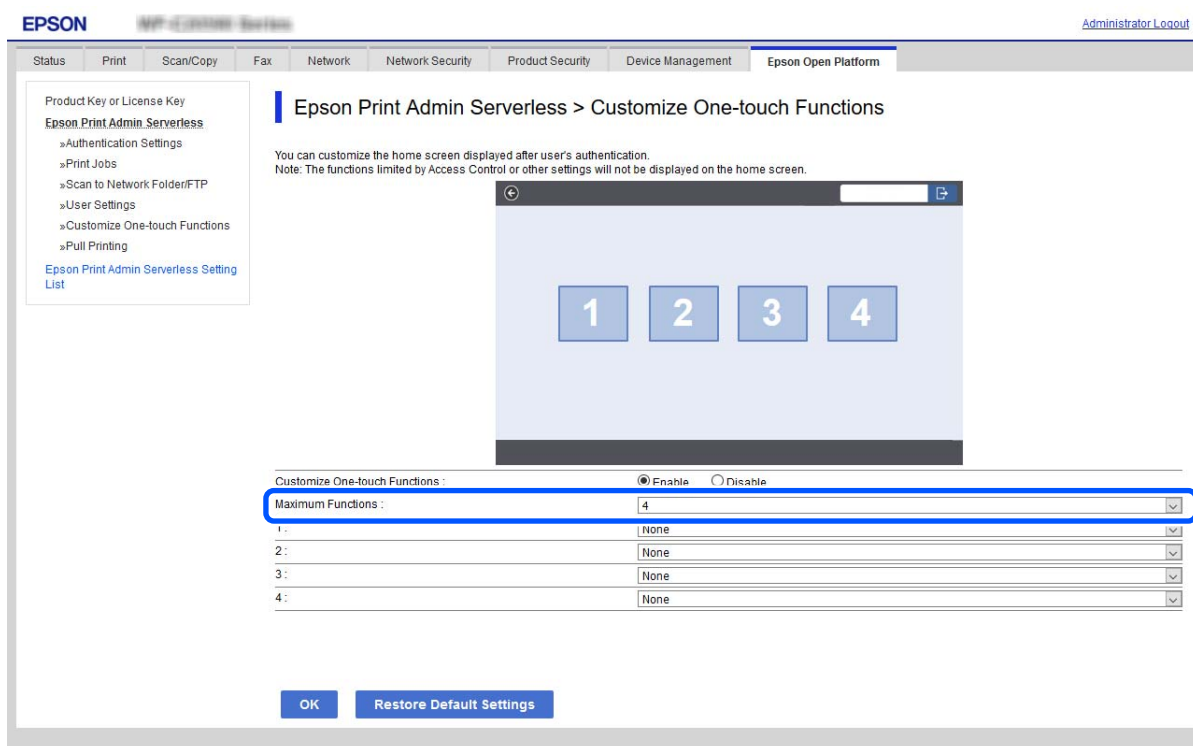 EPSON
Administrator Logout
Status Print Scan/Copy Fax Network Network Security Product Security Device Management Epson Open Platform
Product Key or License Key
Epson Print Admin Serverless
»Authentication Settings
»Print Jobs
»Scan to Network Folder/FTP
»User Settings
»Customize One-touch Functions
»Pull Printing
Epson Print Admin Serverless Setting
List
Epson Print Admin Serverless > Customize One-touch Functions
You can customize the home screen displayed after user's authentication.
Note: The functions limited by Access Control or other settings will not be displayed on the home screen.
1 2 3 4
Customize One-touch Functions : Enable Disable
Maximum Functions : 4
1 : None
2 : None
3 : None
4 : None
OK Restore Default Settings